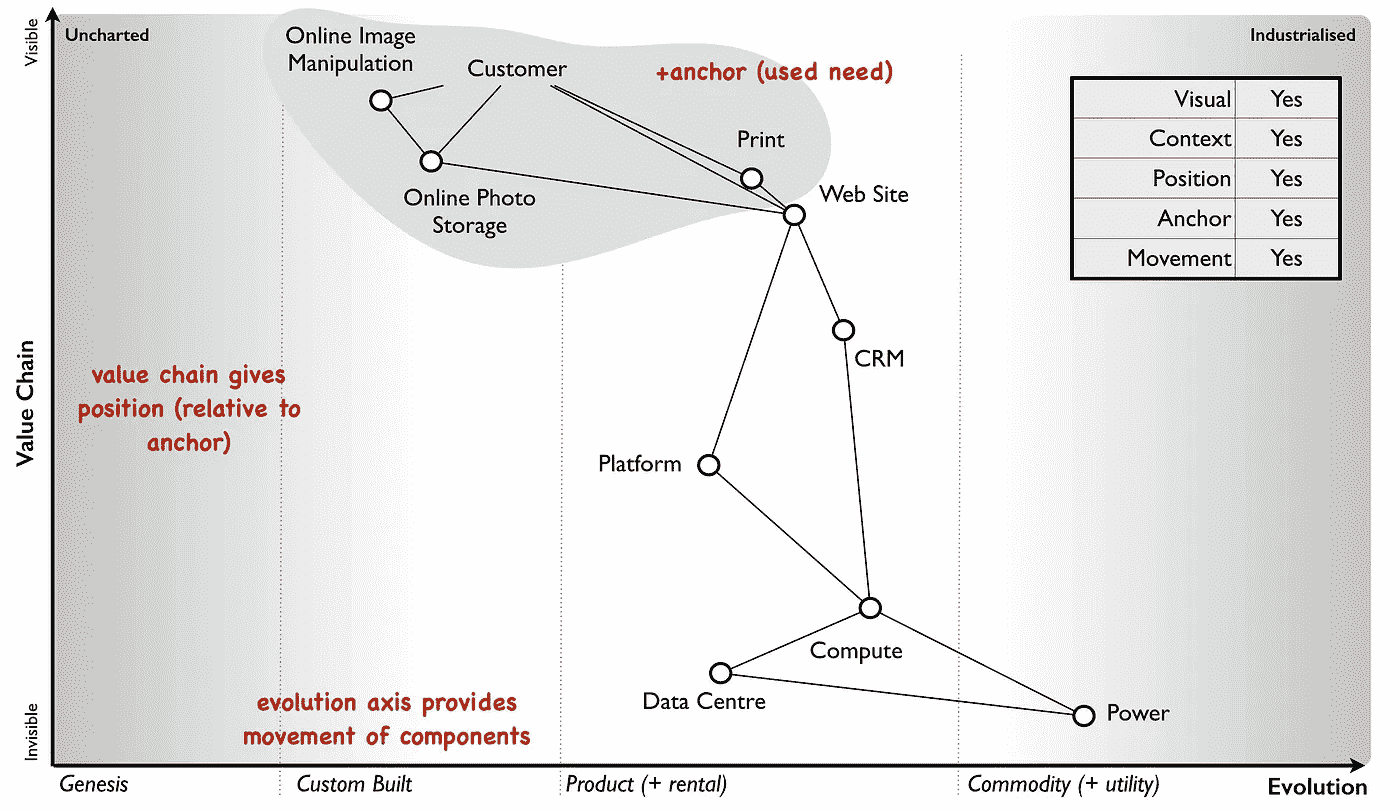 Visible
Uncharted
Online Image
Manipulation
Customer
+anchor (used need)
Industrialised
Visual Yes
Context Yes
Position Yes
Anchor Yes
Movement Yes
Print
Online Photo
Storage
Web Site
CRM
Value Chain
value chain gives
position (relative to
anchor)
Platform
Compute
Data Centre
Power
evolution axis provides
movement of components
Invisible
Genesis
Custom Built
Product (+ rental)
Commodity (+ utility)
Evolution